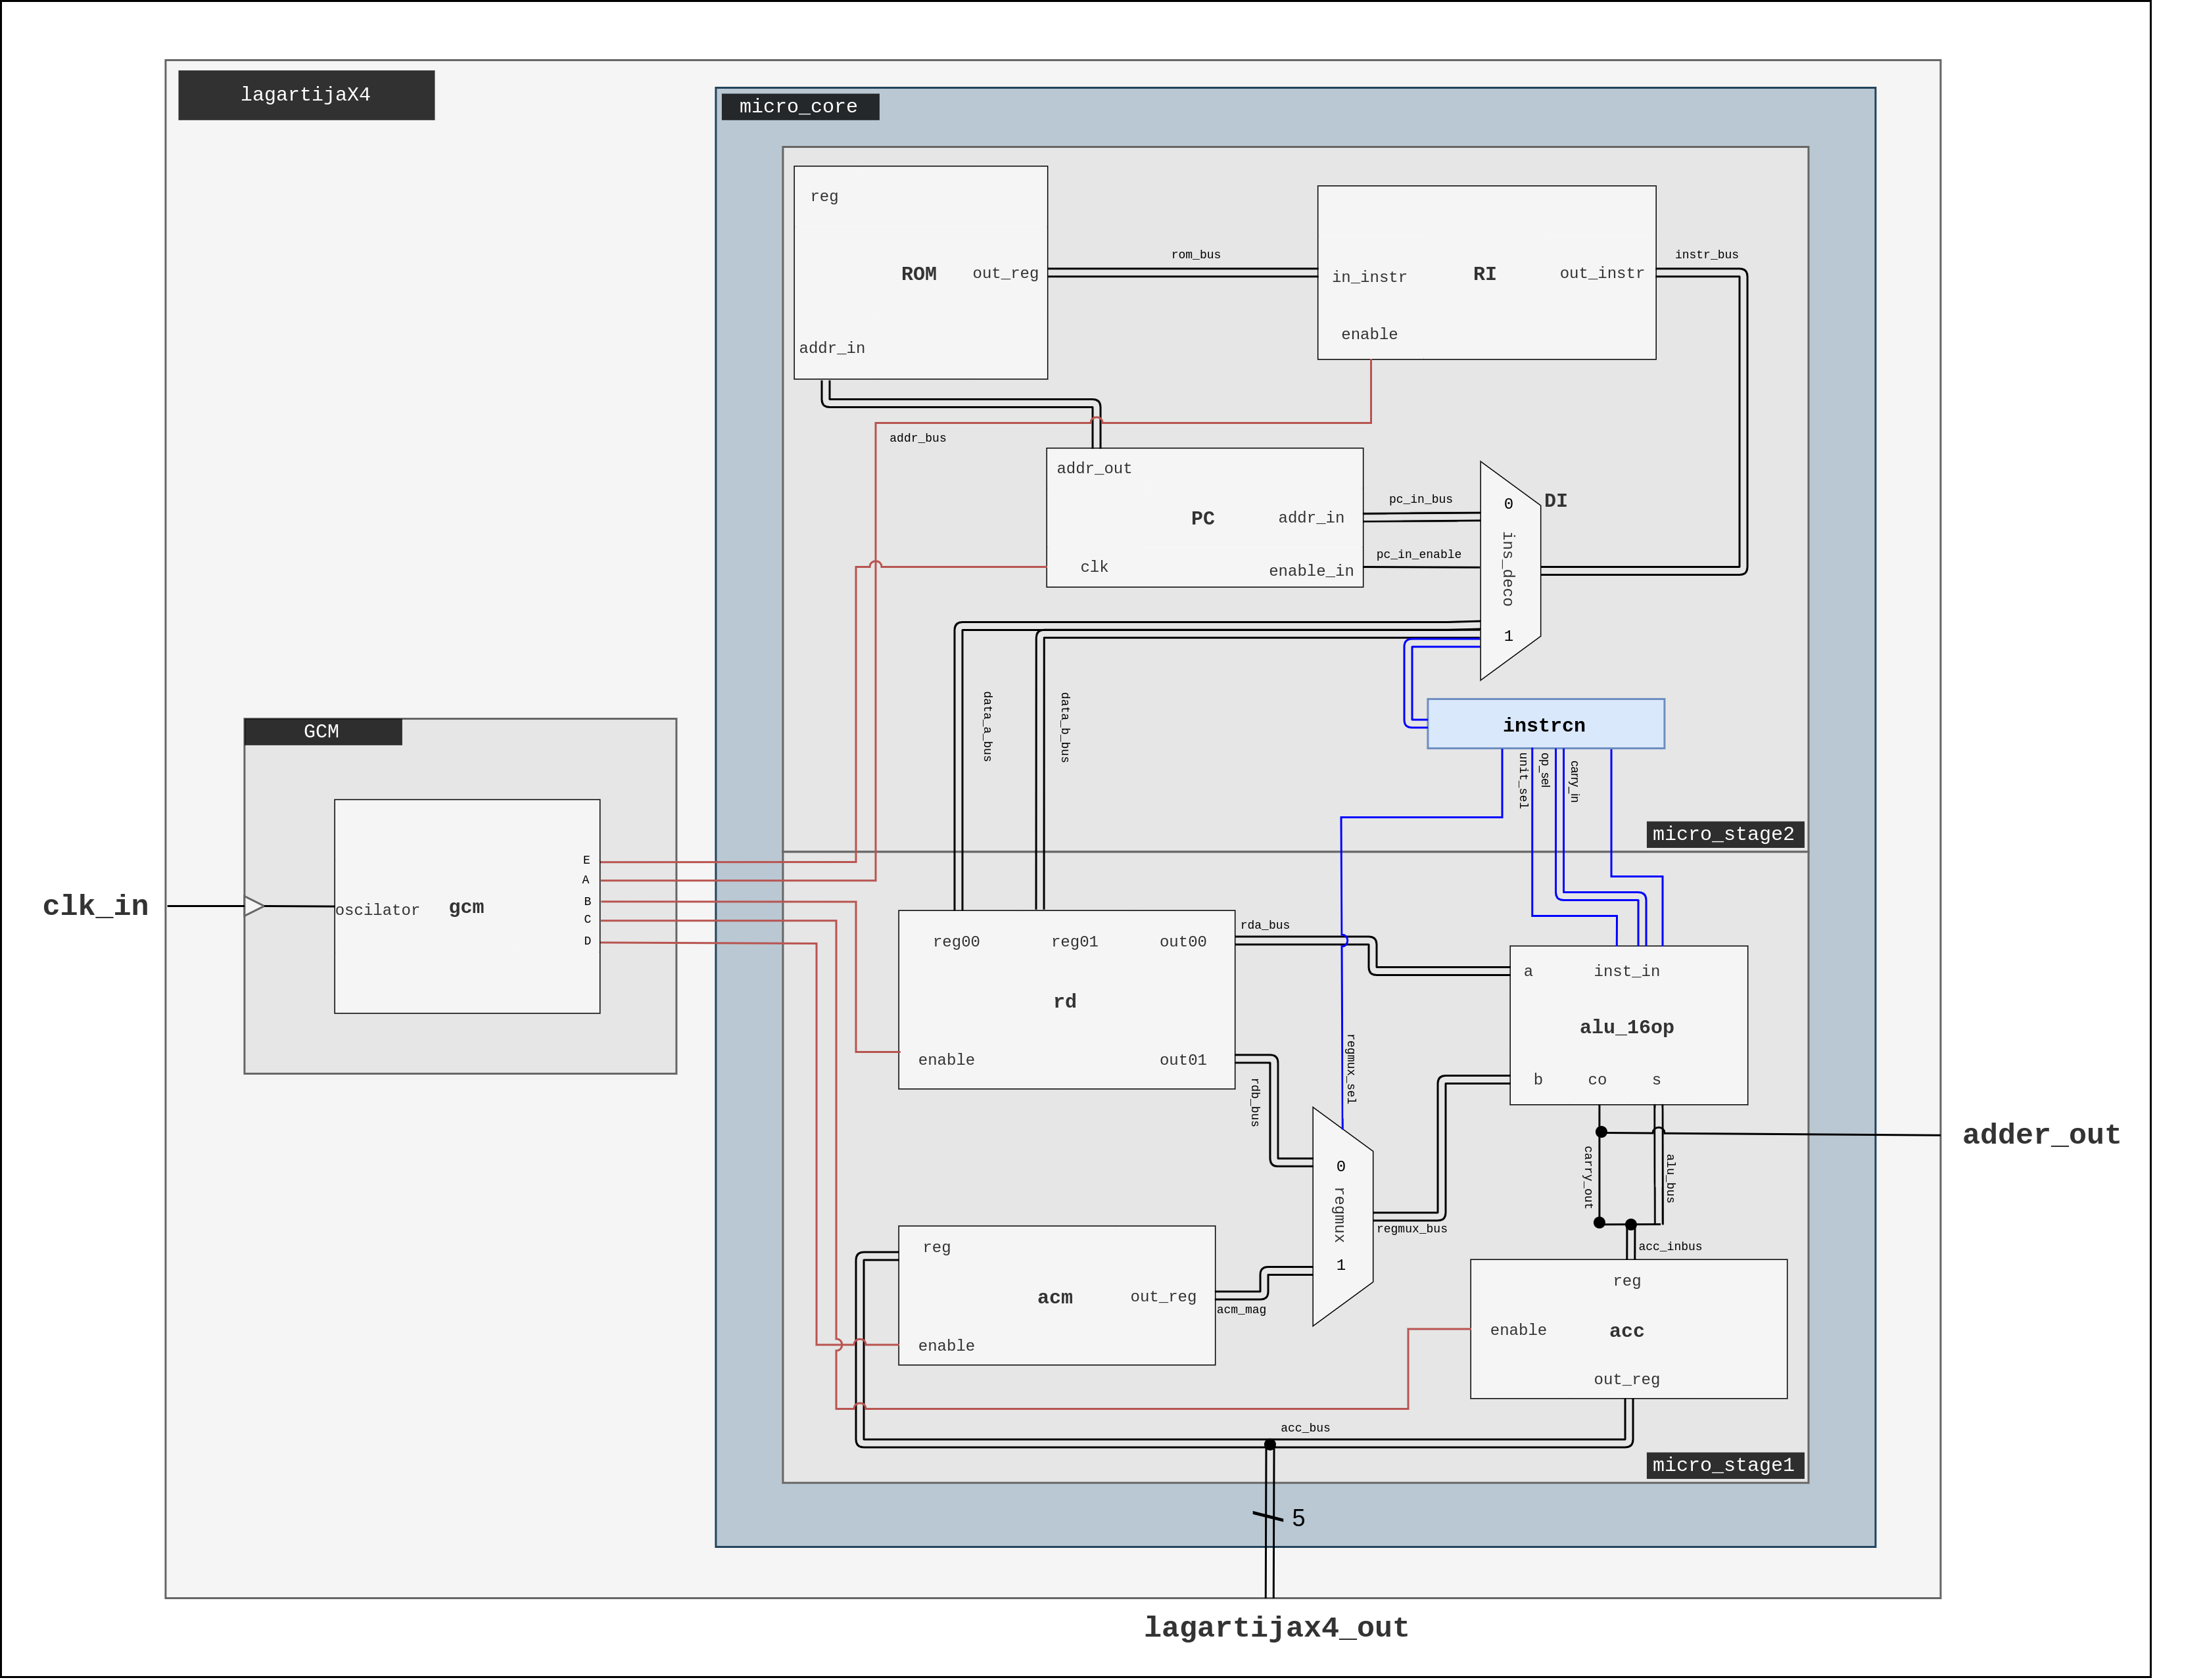 lagartijaX4
micro_core
reg
ROM
out_reg
addr_in
rom_bus
in_instr
RI
out_instr
enable
instr_bus
addr_bus
addr_out
PC
addr_in
clk
enable_in
pc_in_bus
pc_in_enable
0
ins_deco
1
DI
data_a_bus
data_b_bus
instrcn
unit_sel
op_sel
carry_in
micro_stage2
GCM
oscilator
gcm
E
A
B
C
D
clk_in
reg00
reg01
out00
rd
enable
out01
rda_bus
rdb_bus
regmux_sel
a
inst_in
alu_16op
b
co
s
adder_out
carry_out
alu_bus
0
regmux
1
regmux_bus
acc_inbus
reg
acm
out_reg
enable
acm_mag
reg
enable
acc
out_reg
acc_bus
micro_stage1
5
lagartijax4_out